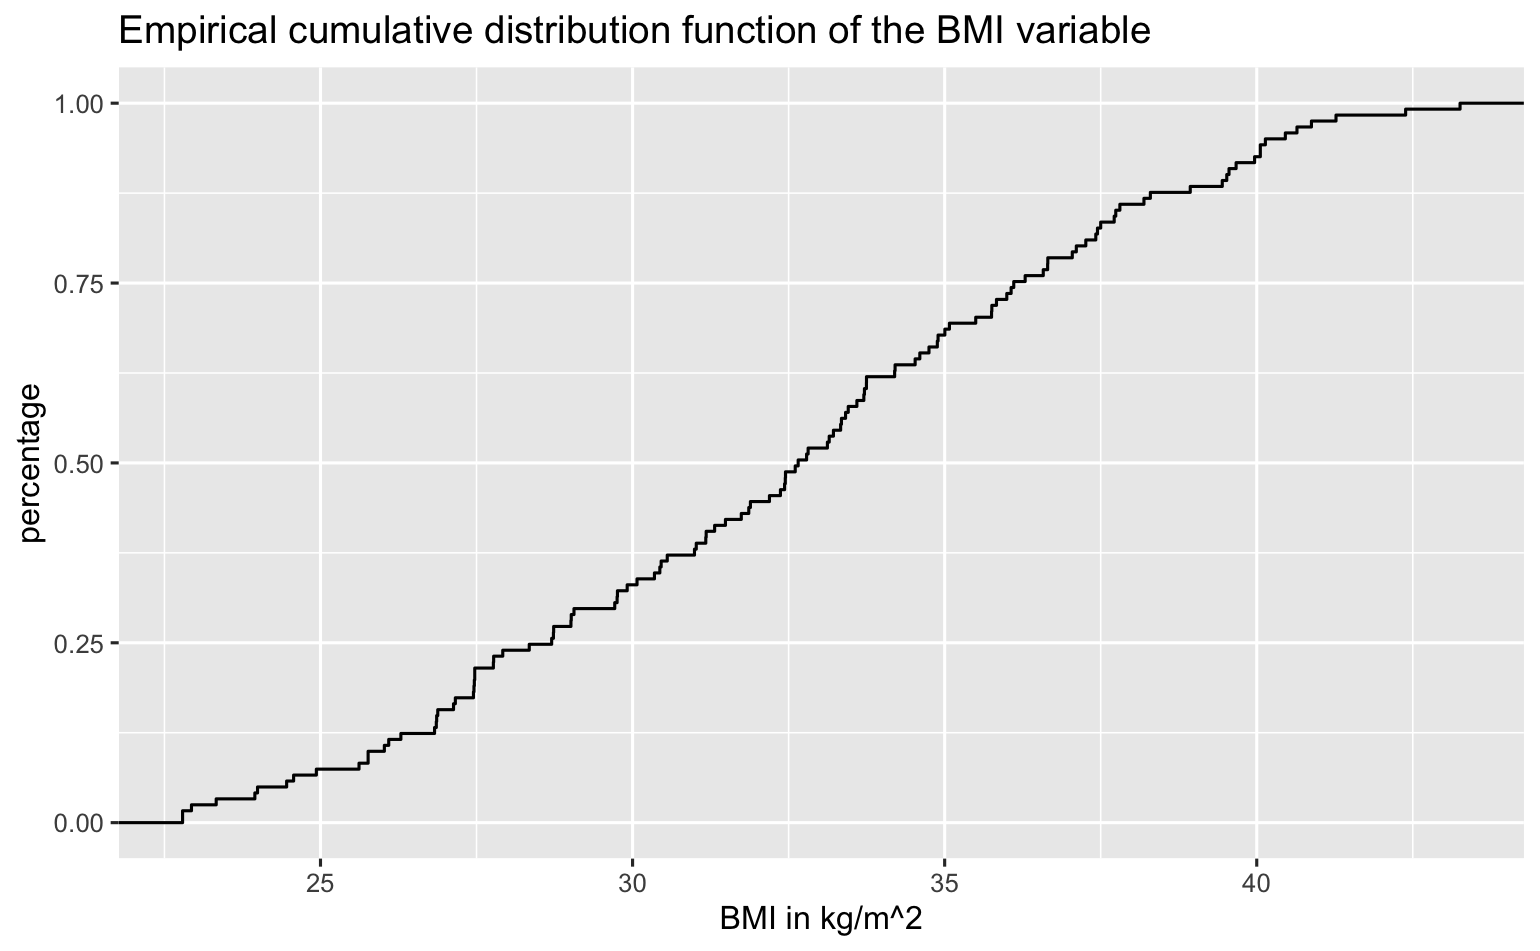 Empirical cumulative distribution function of the BMI variable
1.00
0.75
0.50
0.25
0.00
percentage
25 30 35 40
BMI in kg/m^2